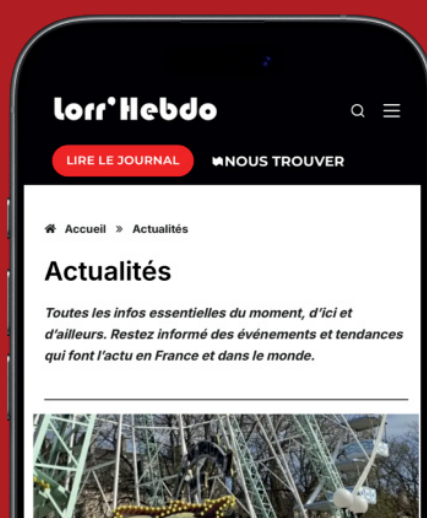 Lorr'Hebdo
LIRE LE JOURNAL
NOUS TROUVER
Accueil » Actualités
Actualités
Toutes les infos essentielles du moment, d'ici et
d'ailleurs. Restez informé des événements et tendances
qui font l'actu en France et dans le monde.